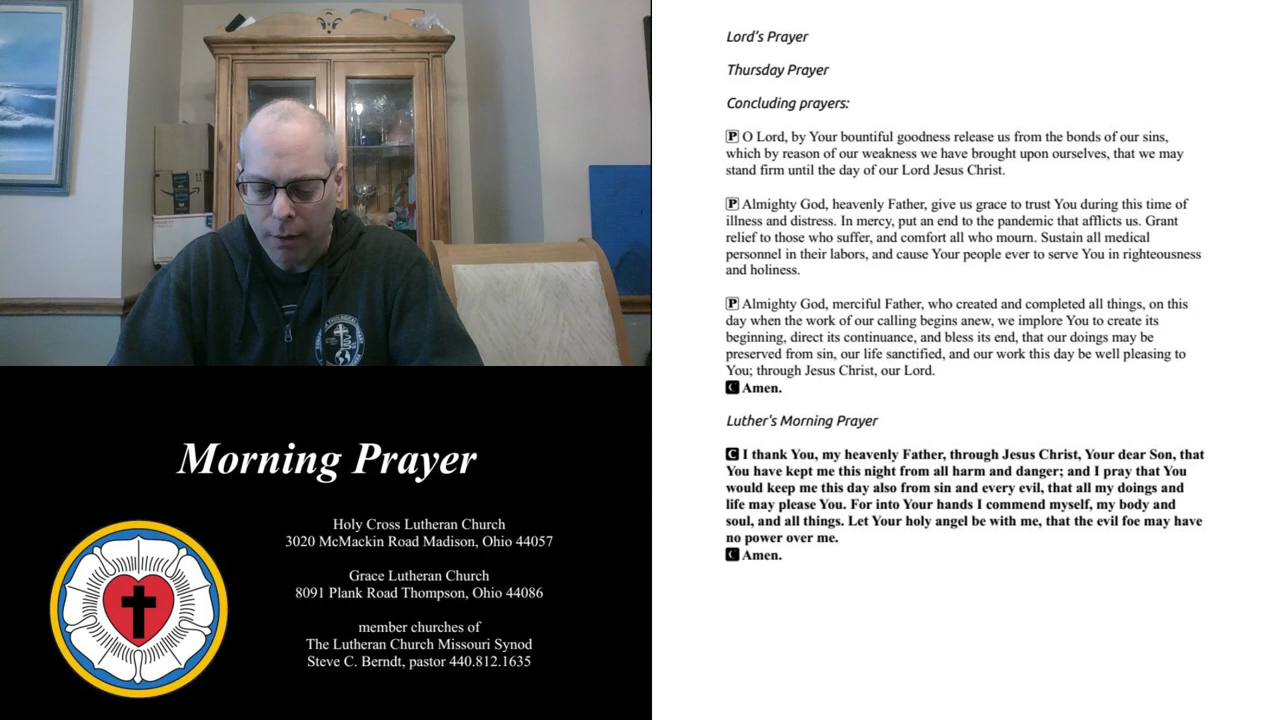 Morning Prayer
Holy Cross Lutheran Church
3020 McMackin Road Madison, Ohio 44057
Grace Lutheran Church
8091 Plank Road Thompson, Ohio 44086
member churches of
The Lutheran Church Missouri Synod
Steve C. Berndt, pastor 440.812.1635
Lord's Prayer
Thursday Prayer
Concluding prayers:
P O Lord, by Your bountiful goodness release us from the bonds of our sins,
which by reason of our weakness we have brought upon ourselves, that we may
stand firm until the day of our Lord Jesus Christ.
P Almighty God, heavenly Father, give us grace to trust You during this time of
illness and distress. In mercy, put an end to the pandemic that afflicts us. Grant
relief to those who suffer, and comfort all who mourn. Sustain all medical
personnel in their labors, and cause Your people ever to serve You in righteousness
and holiness.
P Almighty God, merciful Father, who created and completed all things, on this
day when the work of our calling begins anew, we implore You to create its
beginning, direct its continuance, and bless its end, that our doings may be
preserved from sin, our life sanctified, and our work this day be well pleasing to
You; through Jesus Christ, our Lord.
C Amen.
Luther's Morning Prayer
C I thank You, my heavenly Father, through Jesus Christ, Your dear Son, that
You have kept me this night from all harm and danger; and I pray that You
would keep me this day also from sin and every evil, that all my doings and
life may please You. For into Your hands I commend myself, my body and
soul, and all things. Let Your holy angel be with me, that the evil foe may have
no power over me.
C Amen.